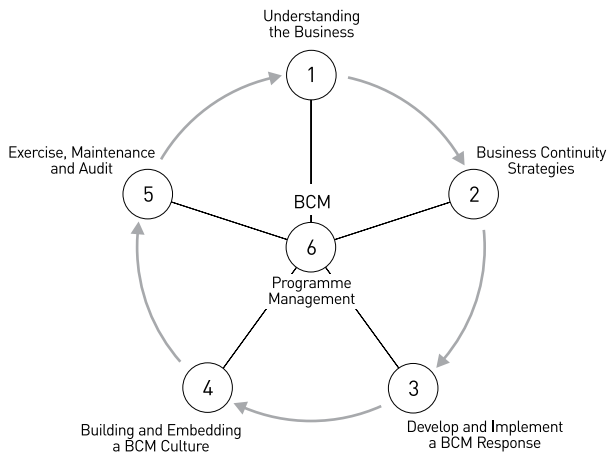 Understanding
the Business
1
Business Continuity
Strategies
2
Develop and Implement
a BCM Response
3
Building and Embedding
a BCM Culture
4
Exercise, Maintenance
and Audit
5
BCM
6
Programme
Management